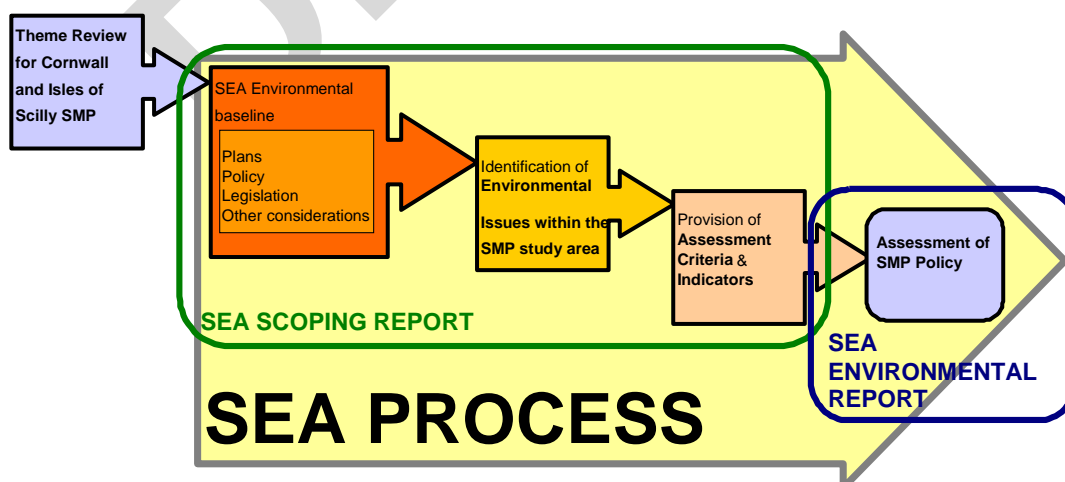 Theme Review
for Cornwall
and Isles of
Scilly SMP
SEA Environmental
baseline
Plans
Policy
Legislation
Other considerations
Identification of
Environmental
Issues within the
SMP study area
Provision of
Assessment
Criteria &
Indicators
Assessment of
SMP Policy
SEA SCOPING REPORT
SEA
ENVIRONMENTAL
REPORT
SEA PROCESS